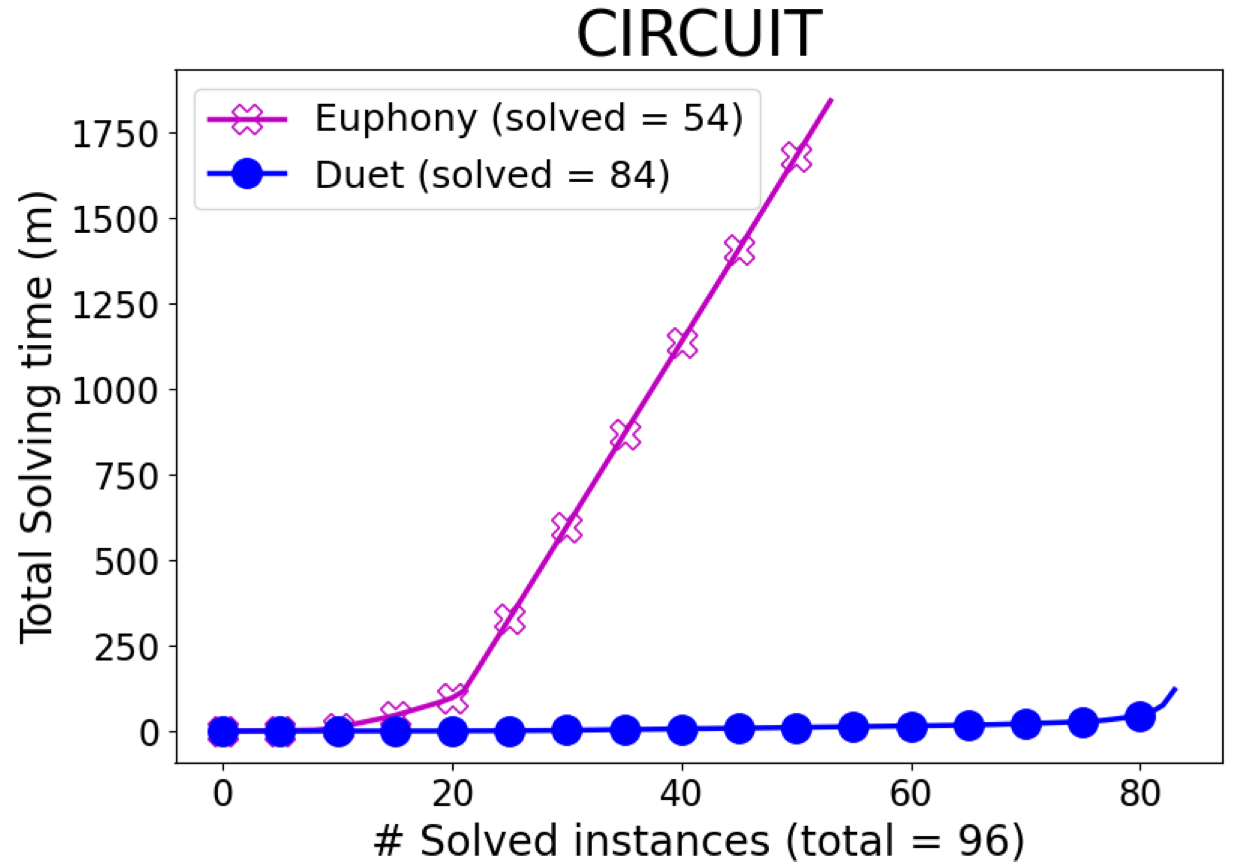 CIRCUIT
Euphony (solved = 54)
Duet (solved = 84)
Total Solving time (m)
1750
1500
1250
1000
750
500
250
0
0 20 40 60 80
# Solved instances (total = 96)